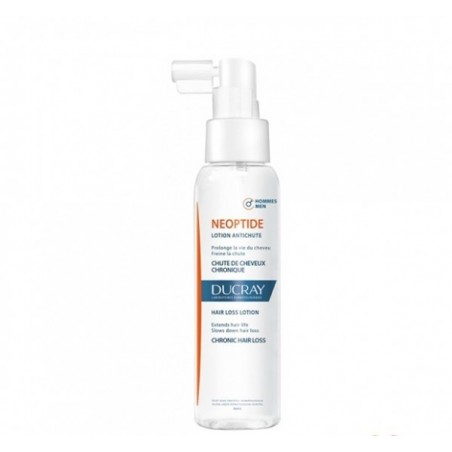 HOMMES
MEN
NEOPTIDE
LOTION ANTICHUTE
Prolonge la vie du cheveu
Freine la chute
CHUTE DE CHEVEUX
CHRONIQUE
DUCRAY
HAIR LOSS LOTION
Extends hair life
Slows down hair loss
CHRONIC HAIR LOSS